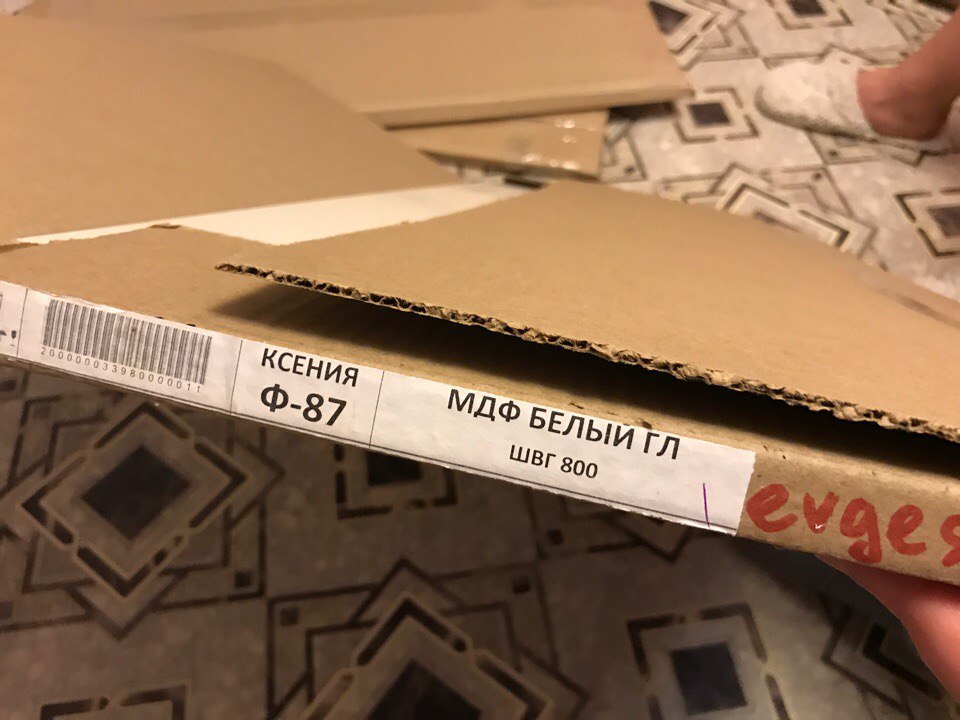 2000000339800000011
КСЕНИЯ
Ф-87
МДФ БЕЛЫЙ ГЛ
ШВГ 800
evges